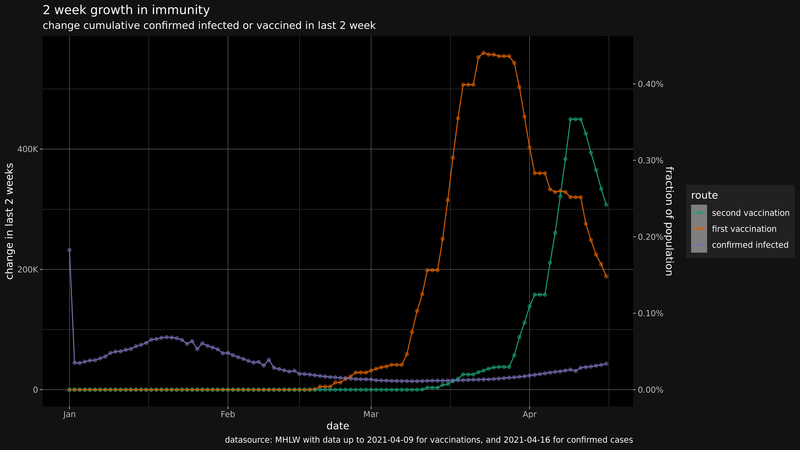 2 week growth in immunity
change cumulative confirmed infected or vaccined in last 2 week
change in last 2 weeks
400K
200K
0
0.40%
0.30%
0.20%
0.10%
0.00%
fraction of population
Jan
Feb
Mar
Apr
date
route
second vaccination
first vaccination
confirmed infected
datasource: MHLW with data up to 2021-04-09 for vaccinations, and 2021-04-16 for confirmed cases